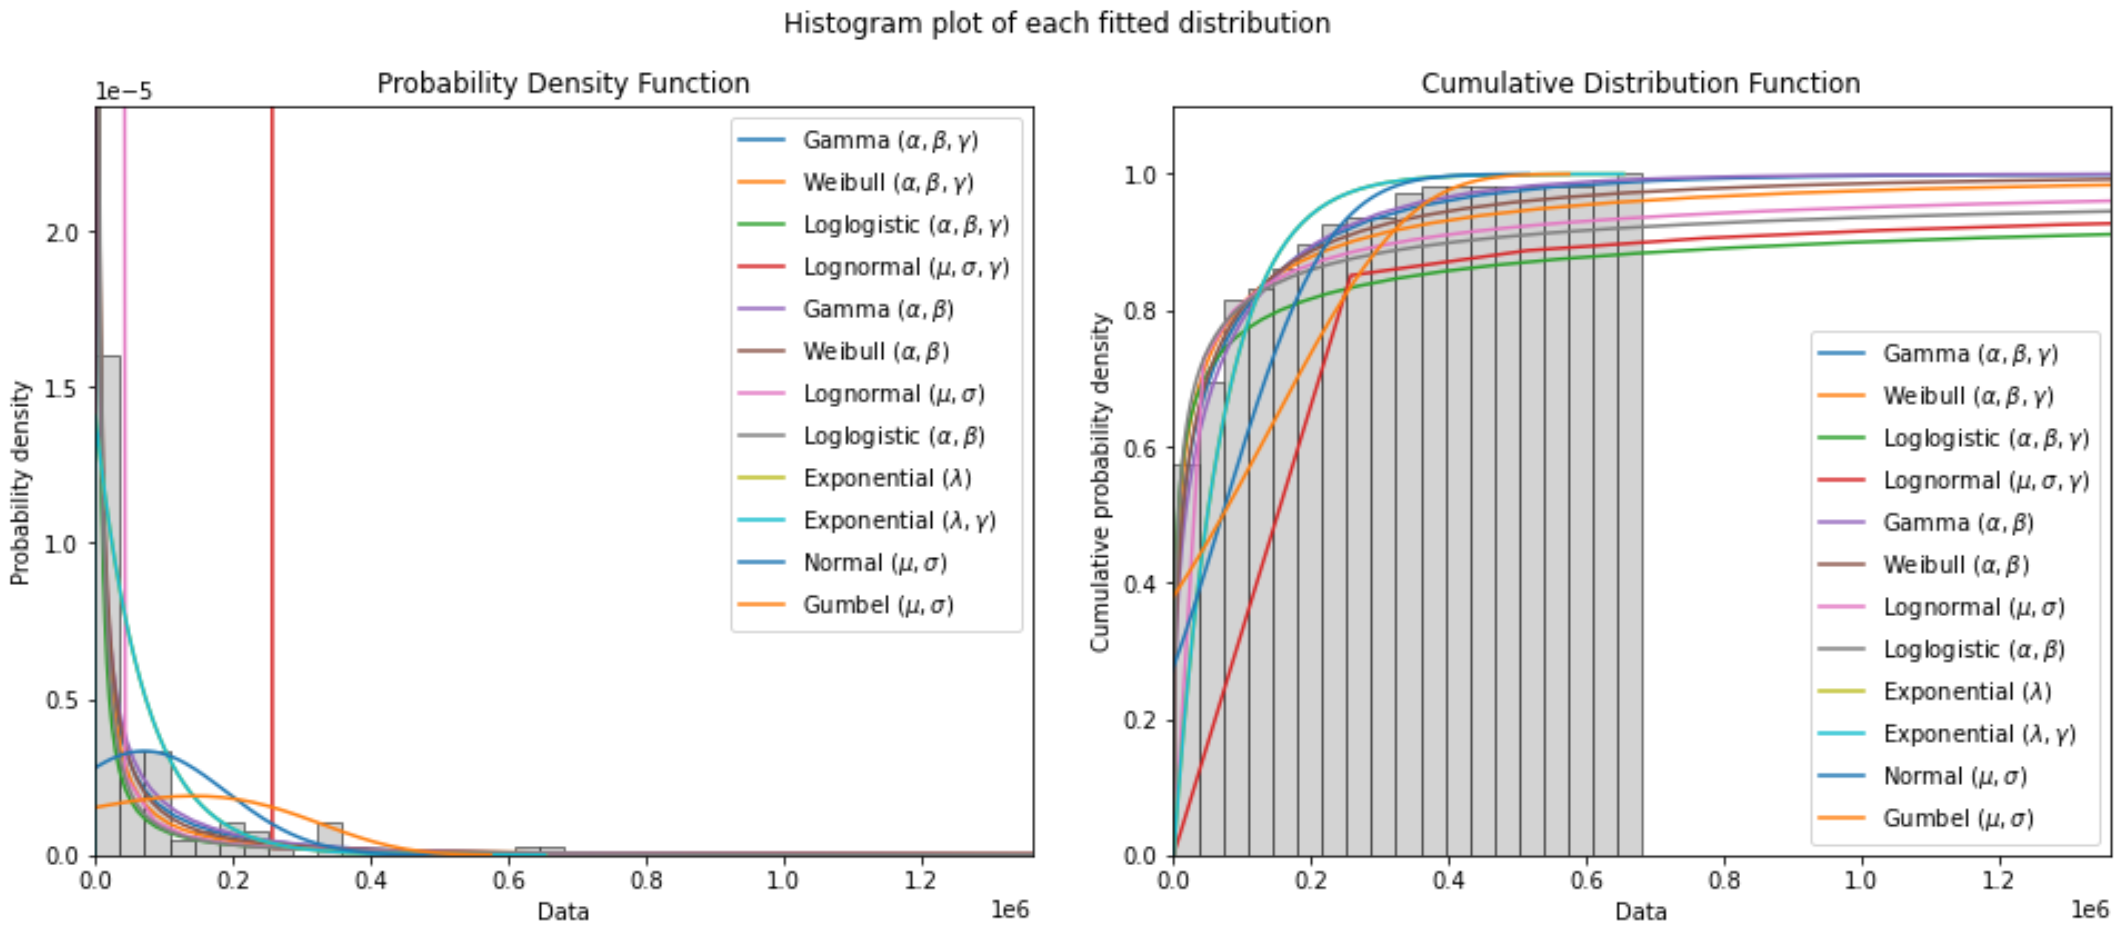 Histogram plot of each fitted distribution
Probability Density Function
1e−5
Probability density
2.0
1.5
1.0
0.5
0.0
0.0 0.2 0.4 0.6 0.8 1.0 1.2
1e6
Data
Gamma (α, β, γ)
Weibull (α, β, γ)
Loglogistic (α, β, γ)
Lognormal (μ, σ, γ)
Gamma (α, β)
Weibull (α, β)
Lognormal (μ, σ)
Loglogistic (α, β)
Exponential (λ)
Exponential (λ, γ)
Normal (μ, σ)
Gumbel (μ, σ)
Cumulative Distribution Function
Cumulative probability density
1.0
0.8
0.6
0.4
0.2
0.0
0.0 0.2 0.4 0.6 0.8 1.0 1.2
1e6
Data
Gamma (α, β, γ)
Weibull (α, β, γ)
Loglogistic (α, β, γ)
Lognormal (μ, σ, γ)
Gamma (α, β)
Weibull (α, β)
Lognormal (μ, σ)
Loglogistic (α, β)
Exponential (λ)
Exponential (λ, γ)
Normal (μ, σ)
Gumbel (μ, σ)